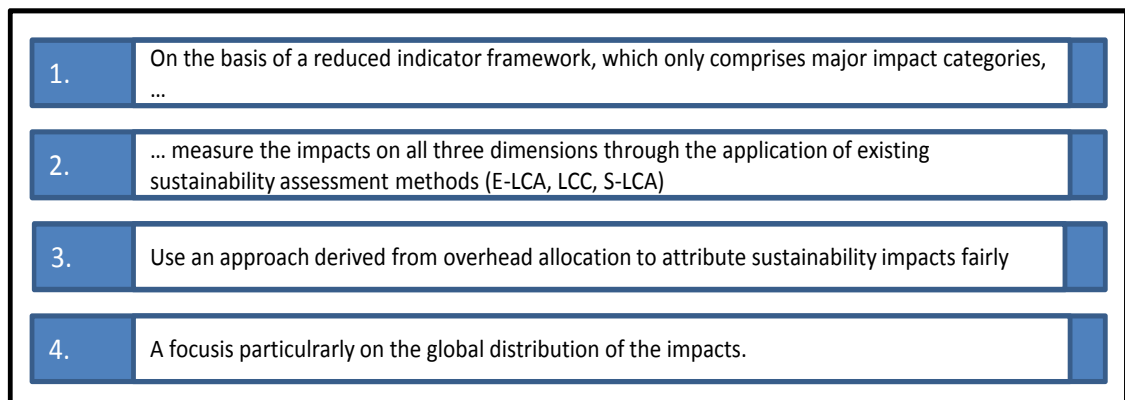 1.
On the basis of a reduced indicator framework, which only comprises major impact categories,
…
2.
… measure the impacts on all three dimensions through the application of existing
sustainability assessment methods (E-LCA, LCC, S-LCA)
3.
Use an approach derived from overhead allocation to attribute sustainability impacts fairly
4.
A focusis particulrarly on the global distribution of the impacts.